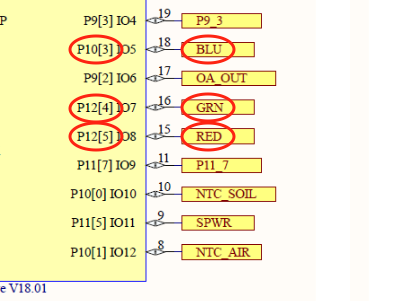 P P9[3] IO4 19 P9_3
P10[3] IO5 18 BLU
P9[2] IO6 17 OA_OUT
P12[4] IO7 16 GRN
P12[5] IO8 15 RED
P11[7] IO9 11 P11_7
P10[0] IO10 10 NTC_SOIL
P11[5] IO11 9 SPWR
P10[1] IO12 8 NTC_AIR
e V18.01